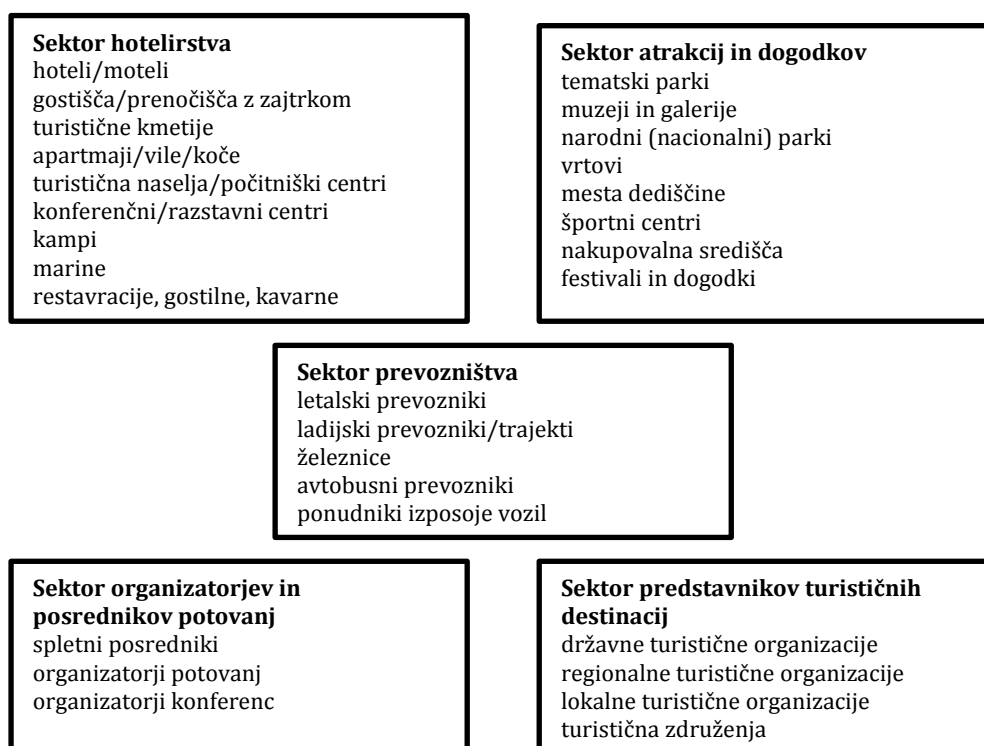 Sektor hotelirstva
hoteli/moteli
gostišča/prenočišča z zajtrkom
turistične kmetije
apartmaji/vile/koče
turistična naselja/počitniški centri
konferenčni/razstavni centri
kampi
marine
restavracije, gostilne, kavarne
Sektor atrakcij in dogodkov
tematski parki
muzeji in galerije
narodni (nacionalni) parki
vrtovi
mesta dediščine
športni centri
nakupovalna središča
festivali in dogodki
Sektor prevozništva
letalski prevozniki
ladijski prevozniki/trajekti
železnice
avtobusni prevozniki
ponudniki izposoje vozil
Sektor organizatorjev in
posrednikov potovanj
spletni posredniki
organizatorji potovanj
organizatorji konferenc
Sektor predstavnikov turističnih
destinacij
državne turistične organizacije
regionalne turistične organizacije
lokalne turistične organizacije
turistična združenja